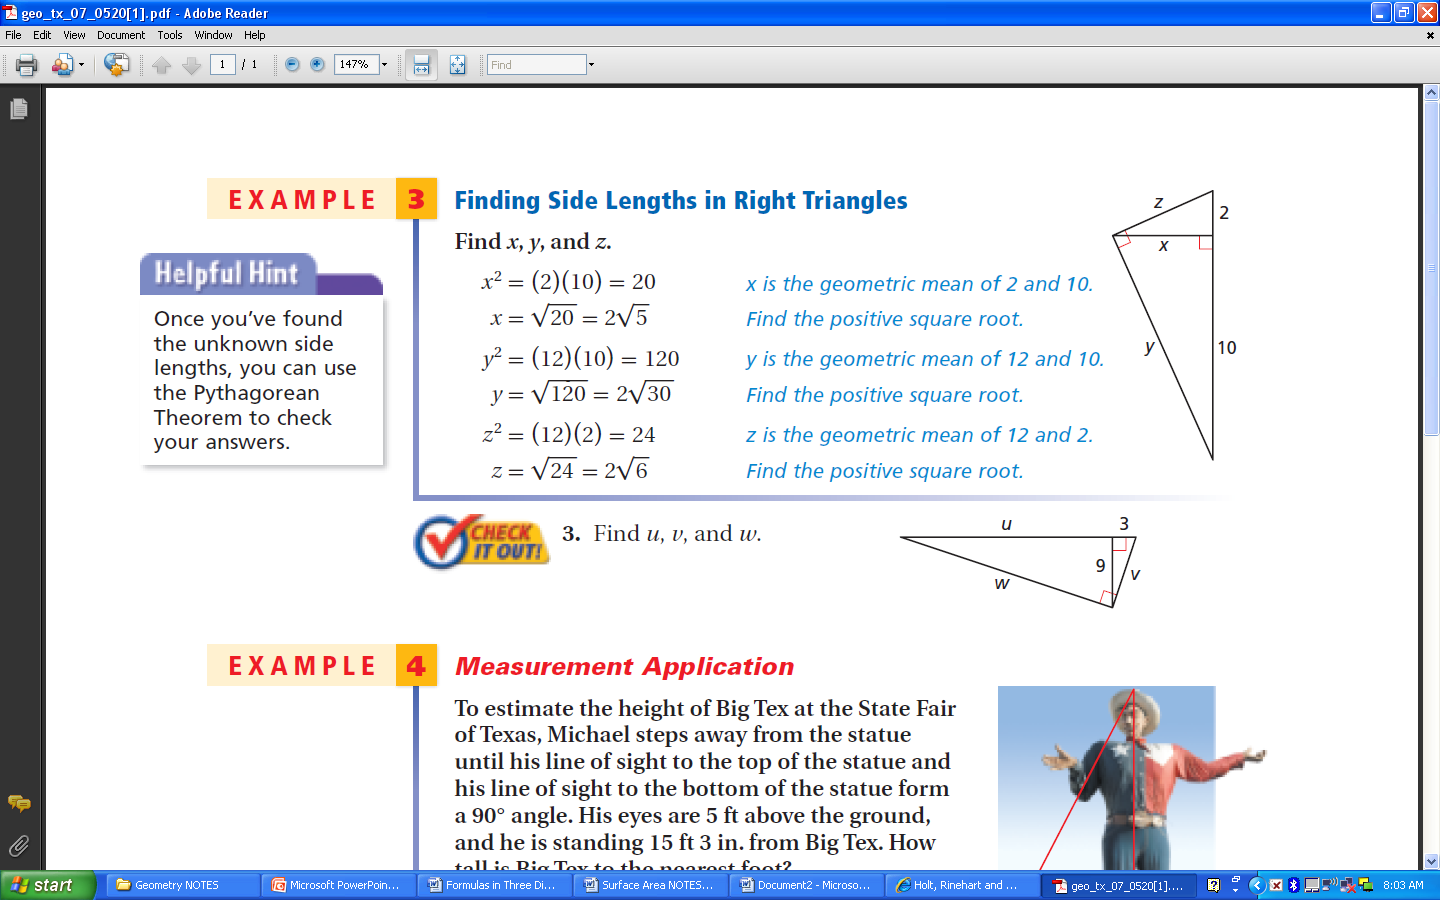 geo_tx_07_0520[1].pdf - Adobe Reader
File Edit View Document Tools Window Help
1 / 1 147% Find
EXAMPLE 3 Finding Side Lengths in Right Triangles
Find x, y, and z.
x² = (2)(10) = 20 x is the geometric mean of 2 and 10.
x = √20 = 2√5 Find the positive square root.
y² = (12)(10) = 120 y is the geometric mean of 12 and 10.
y = √120 = 2√30 Find the positive square root.
z² = (12)(2) = 24 z is the geometric mean of 12 and 2.
z = √24 = 2√6 Find the positive square root.
z
2
x
y
10
Helpful Hint
Once you've found
the unknown side
lengths, you can use
the Pythagorean
Theorem to check
your answers.
CHECK
IT OUT!
3. Find u, v, and w.
u 3
9
w v
EXAMPLE 4 Measurement Application
To estimate the height of Big Tex at the State Fair
of Texas, Michael steps away from the statue
until his line of sight to the top of the statue and
his line of sight to the bottom of the statue form
a 90° angle. His eyes are 5 ft above the ground,
and he is standing 15 ft 3 in. from Big Tex. How
tall is Big Tex to the nearest foot?
start Geometry NOTES Microsoft PowerPoin... Formulas in Three Di... Surface Area NOTES... Document2 - Microso... Holt, Rinehart and ... geo_tx_07_0520[1].... 8:03 AM